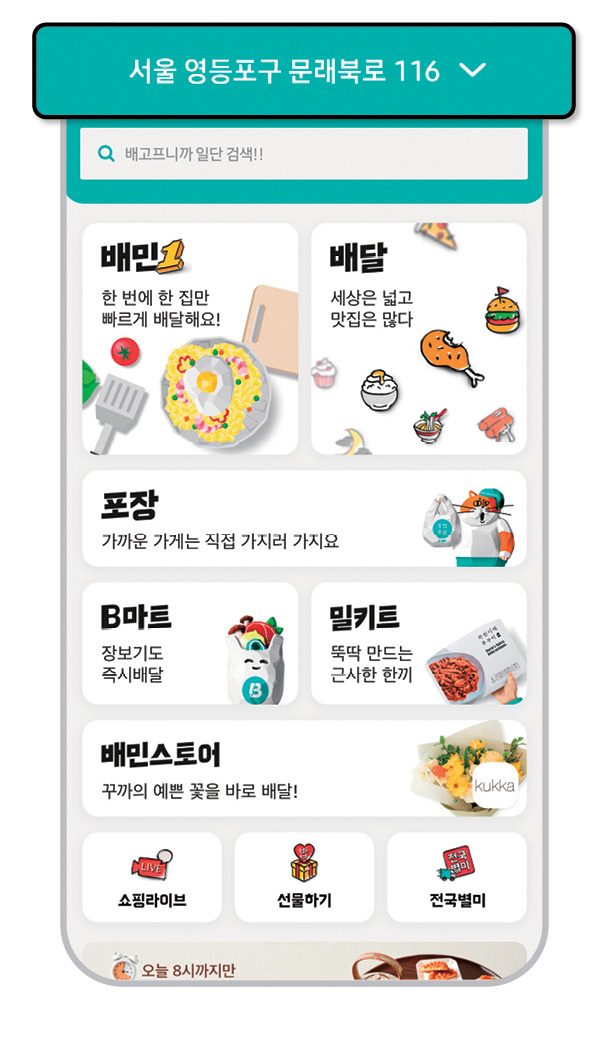 서울 영등포구 문래북로 116
배고프니까 일단 검색!!
배민1
한 번에 한 집만
빠르게 배달해요!
배달
세상은 넓고
맛집은 많다
포장
가까운 가게는 직접 가지러 가지요
B마트
장보기도
즉시배달
B
밀키트
뚝딱 만드는
근사한 한끼
배민스토어
꾸까의 예쁜 꽃을 바로 배달!
kukka
LIVE
쇼핑라이브
선물하기
전국
별미
전국별미
오늘 8시까지만